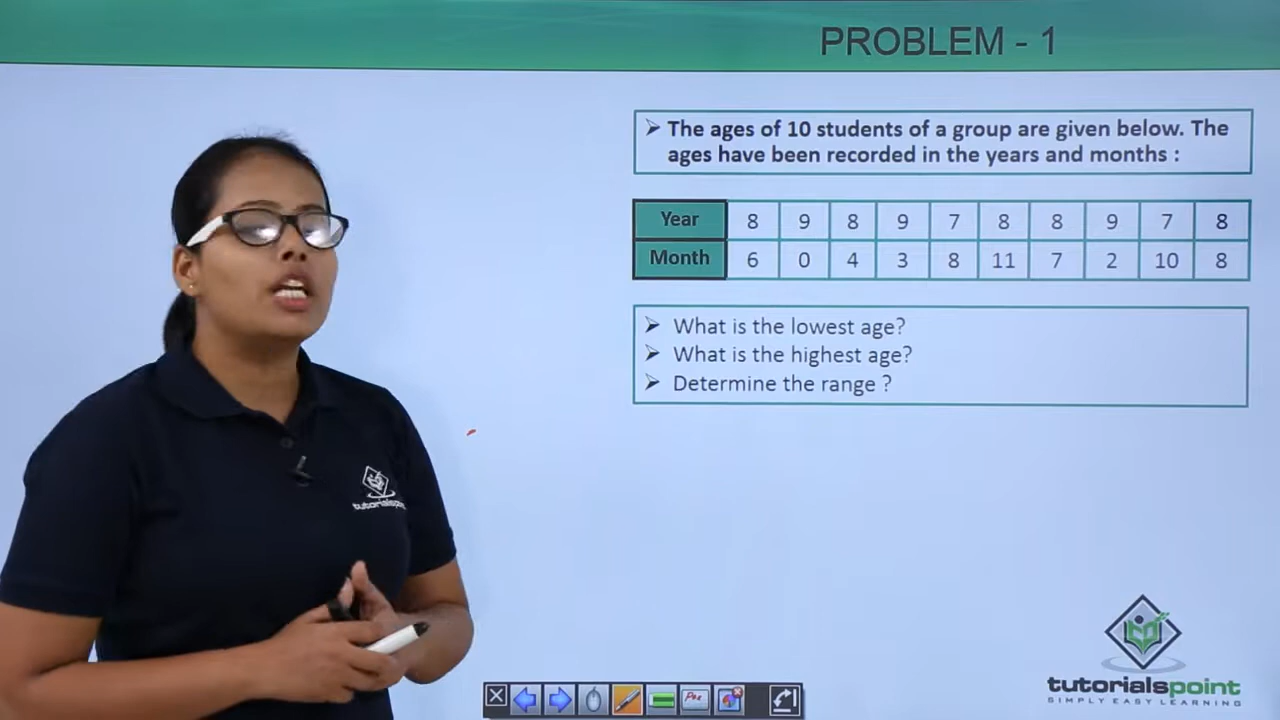 PROBLEM - 1
➢ The ages of 10 students of a group are given below. The
ages have been recorded in the years and months :
Year 8 9 8 9 7 8 8 9 7 8
Month 6 0 4 3 8 11 7 2 10 8
➢ What is the lowest age?
➢ What is the highest age?
➢ Determine the range ?
tutorialspoint
tutorialspoint
SIMPLY EASY LEARNING